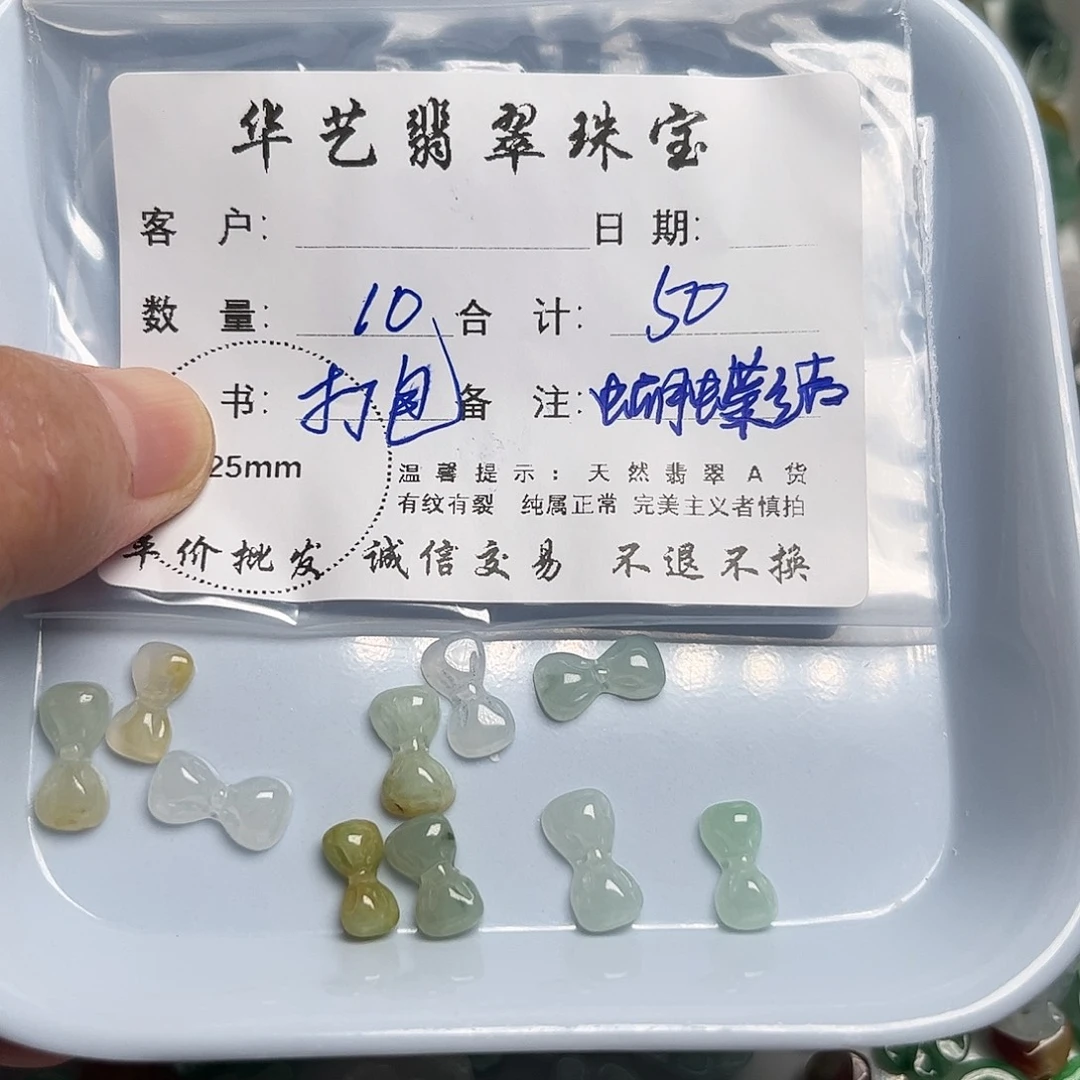 华艺翡翠珠宝
客 户: 日 期:
数 量: 10 合 计: 50
书: 打包 备 注: 蝴蝶结
25mm
温馨提示: 天然翡翠A货
有纹有裂 纯属正常 完美主义者慎拍
单价批发 诚信交易 不退不换